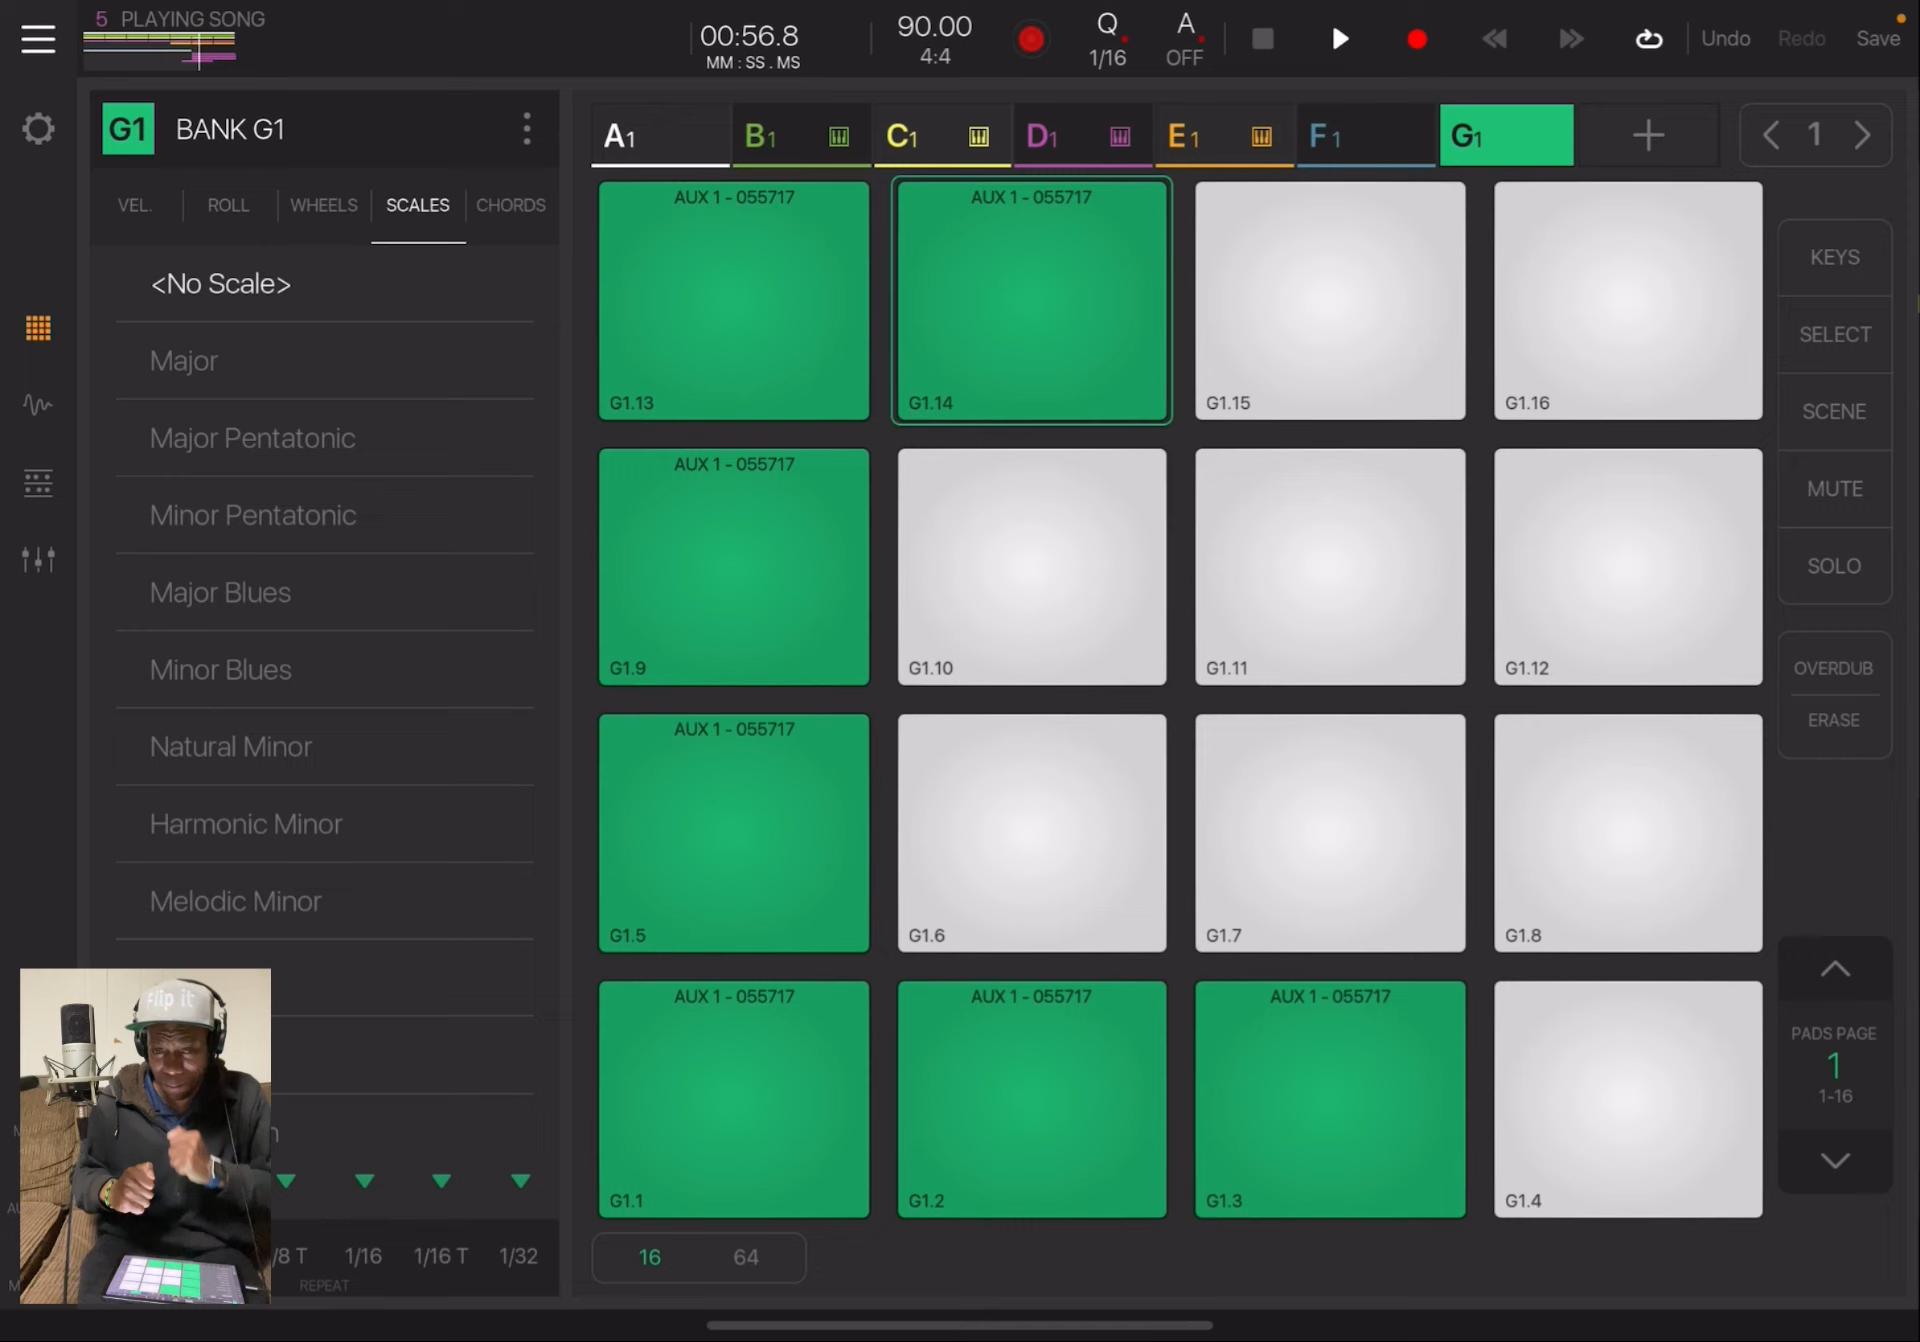 5 PLAYING SONG
00:56.8
MM : SS . MS
90.00
4:4
Q
1/16
A
OFF
Undo
Redo
Save
G1
BANK G1
VEL.
ROLL
WHEELS
SCALES
CHORDS
<No Scale>
Major
Major Pentatonic
Minor Pentatonic
Major Blues
Minor Blues
Natural Minor
Harmonic Minor
Melodic Minor
flip it
/8 T
1/16
1/16 T
1/32
REPEAT
A1
B1
C1
D1
E1
F1
G1
1
AUX 1 - 055717
G1.13
AUX 1 - 055717
G1.14
G1.15
G1.16
AUX 1 - 055717
G1.9
G1.10
G1.11
G1.12
AUX 1 - 055717
G1.5
G1.6
G1.7
G1.8
AUX 1 - 055717
G1.1
AUX 1 - 055717
G1.2
AUX 1 - 055717
G1.3
G1.4
16
64
KEYS
SELECT
SCENE
MUTE
SOLO
OVERDUB
ERASE
PADS PAGE
1
1-16